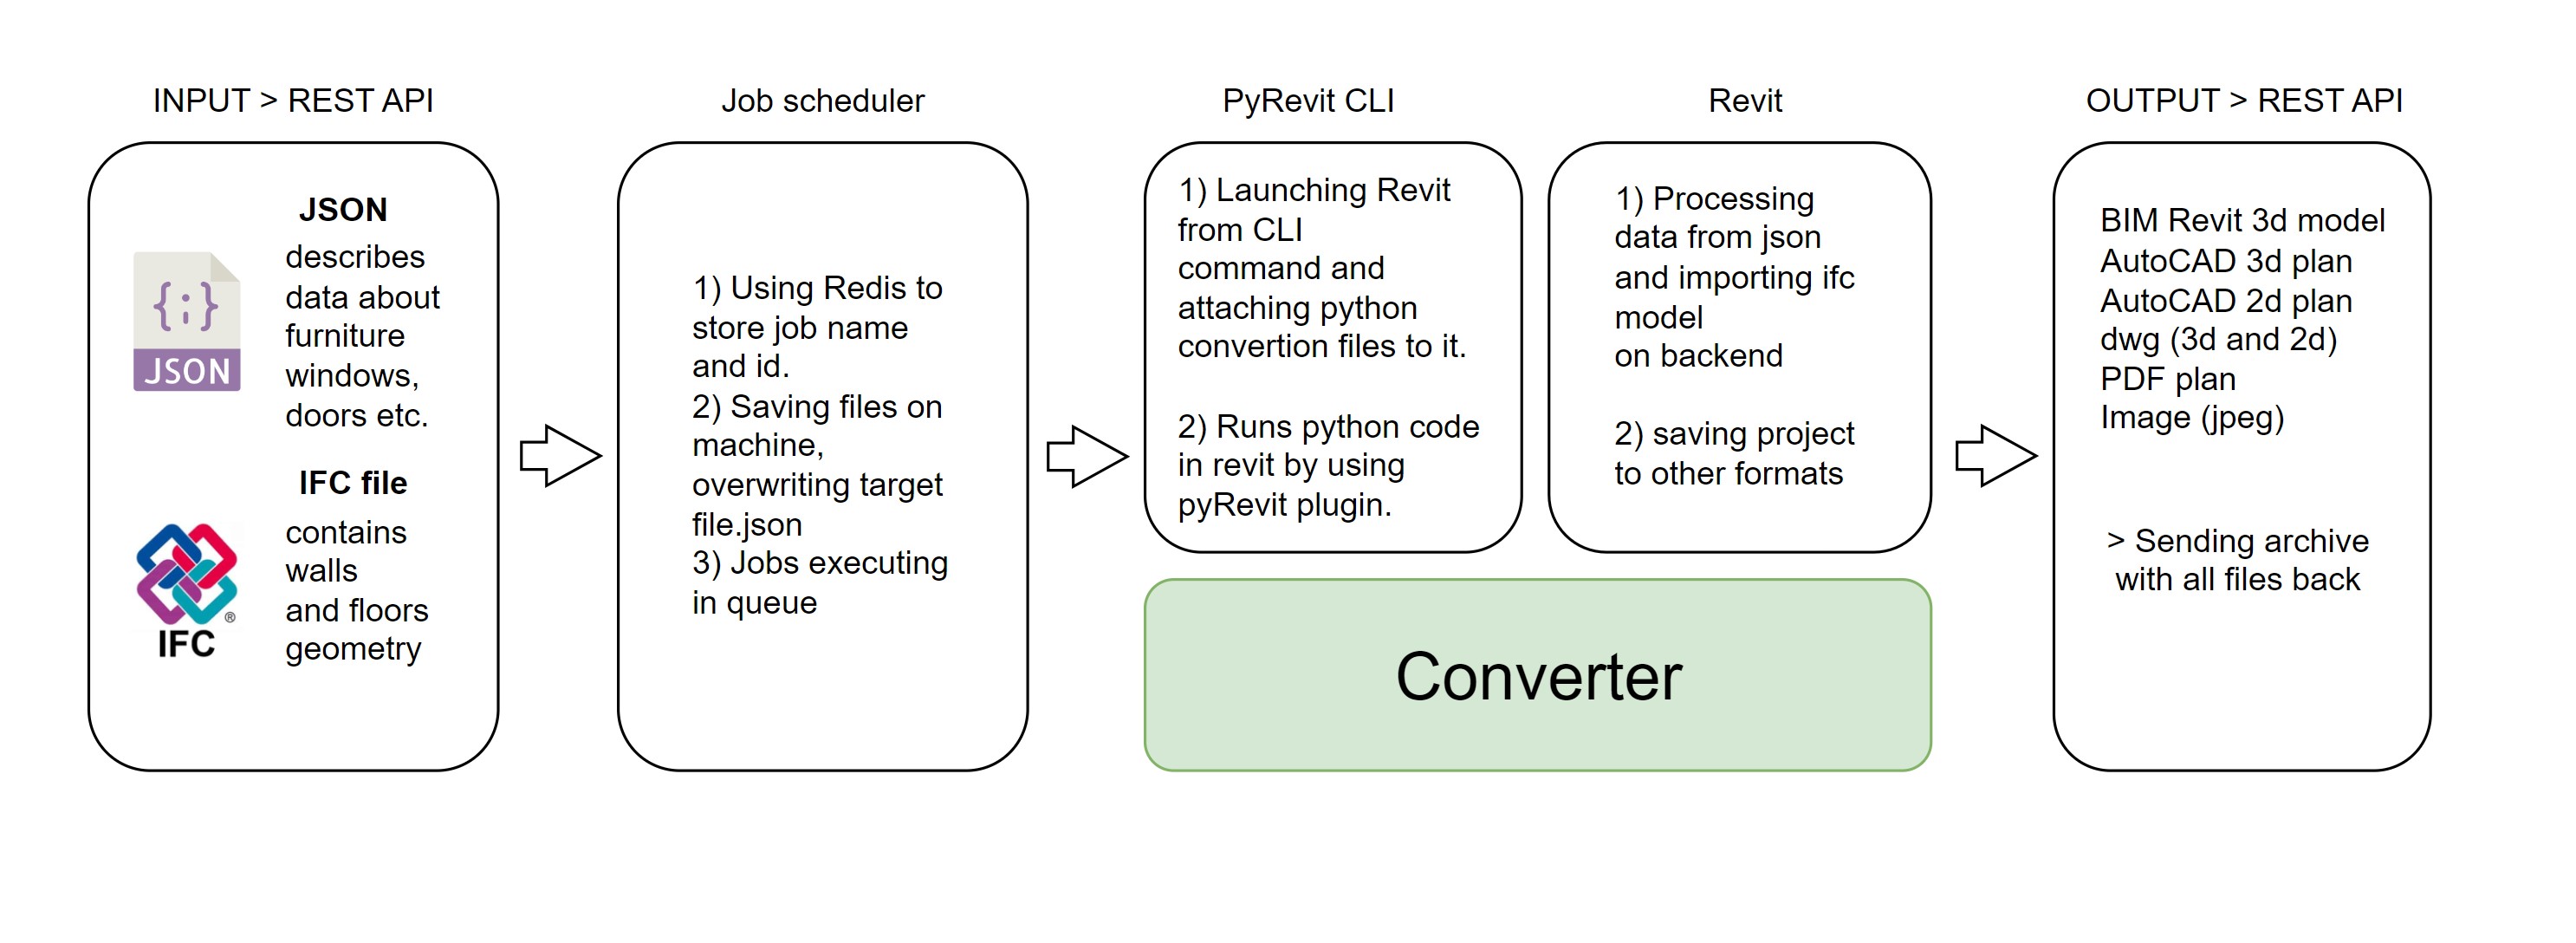 INPUT > REST API
JSON
describes
data about
furniture
windows,
doors etc.
{;}
JSON
IFC file
contains
walls
and floors
geometry
®
IFC
Job scheduler
1) Using Redis to
store job name
and id.
2) Saving files on
machine,
overwriting target
file.json
3) Jobs executing
in queue
PyRevit CLI
1) Launching Revit
from CLI
command and
attaching python
convertion files to it.
2) Runs python code
in revit by using
pyRevit plugin.
Revit
1) Processing
data from json
and importing ifc
model
on backend
2) saving project
to other formats
Converter
OUTPUT > REST API
BIM Revit 3d model
AutoCAD 3d plan
AutoCAD 2d plan
dwg (3d and 2d)
PDF plan
Image (jpeg)
> Sending archive
with all files back